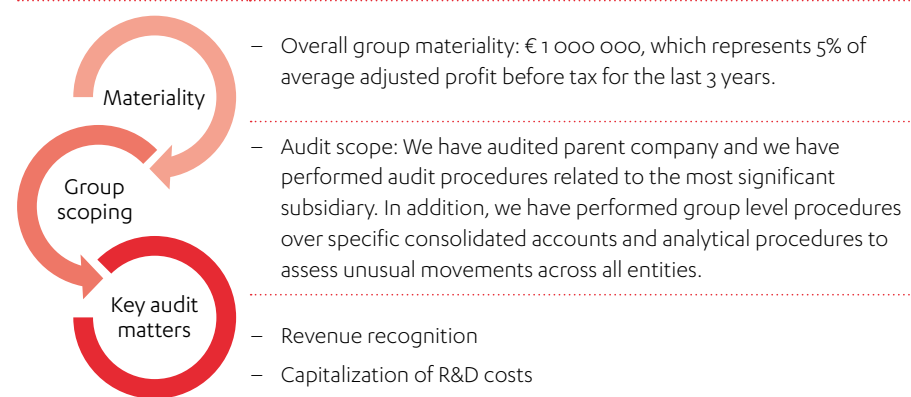 Materiality
– Overall group materiality: € 1 000 000, which represents 5% of
average adjusted profit before tax for the last 3 years.
Group
scoping
– Audit scope: We have audited parent company and we have
performed audit procedures related to the most significant
subsidiary. In addition, we have performed group level procedures
over specific consolidated accounts and analytical procedures to
assess unusual movements across all entities.
Key audit
matters
– Revenue recognition
– Capitalization of R&D costs